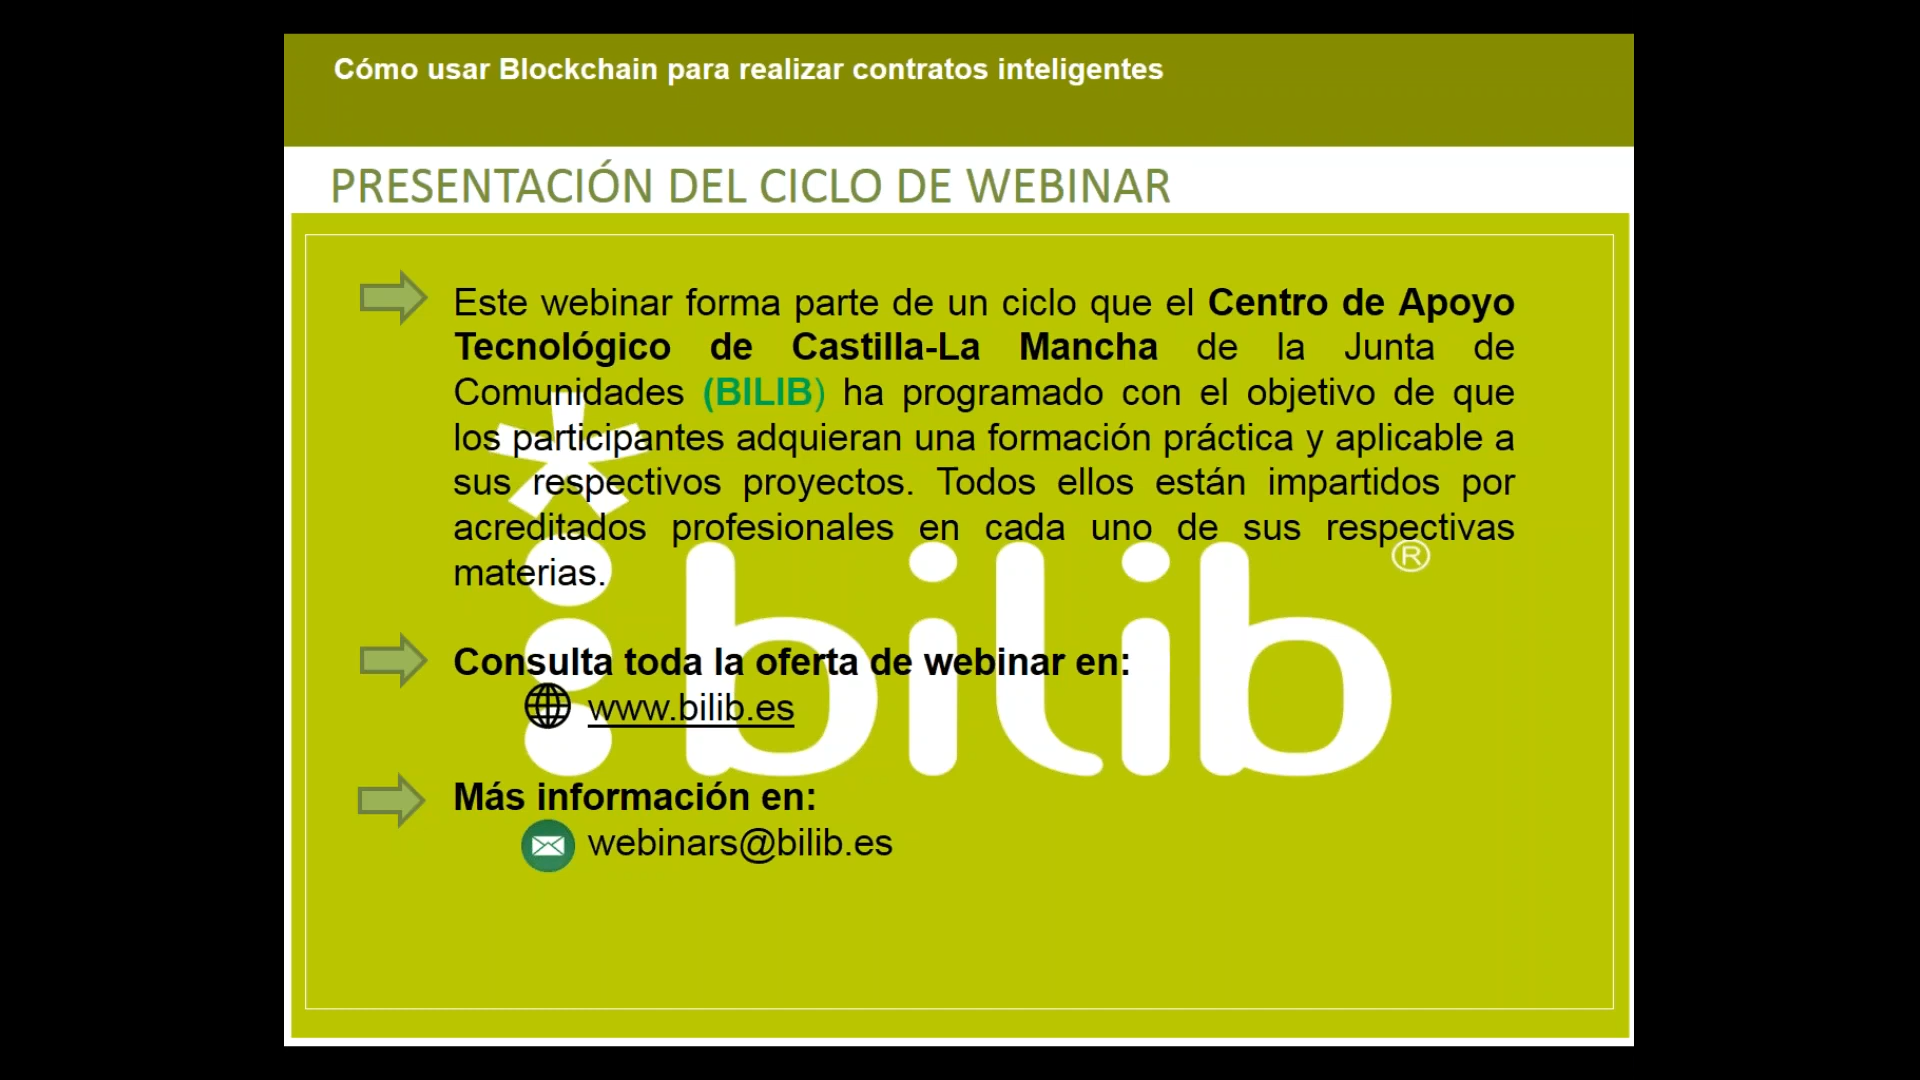 Cómo usar Blockchain para realizar contratos inteligentes
PRESENTACIÓN DEL CICLO DE WEBINAR
Este webinar forma parte de un ciclo que el Centro de Apoyo
Tecnológico de Castilla-La Mancha de la Junta de
Comunidades (BILIB) ha programado con el objetivo de que
los participantes adquieran una formación práctica y aplicable a
sus respectivos proyectos. Todos ellos están impartidos por
acreditados profesionales en cada uno de sus respectivas
materias.
bilib®
Consulta toda la oferta de webinar en:
www.bilib.es
Más información en:
webinars@bilib.es